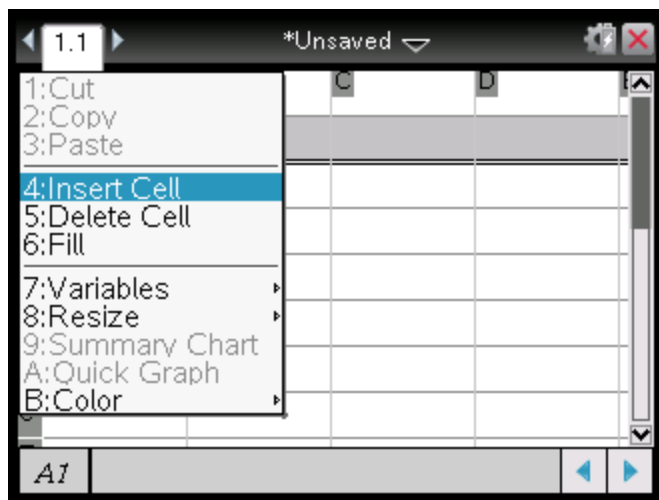 1.1 *Unsaved
C D
1:Cut
2:Copy
3:Paste
4:Insert Cell
5:Delete Cell
6:Fill
7:Variables
8:Resize
9:Summary Chart
A:Quick Graph
B:Color
A1